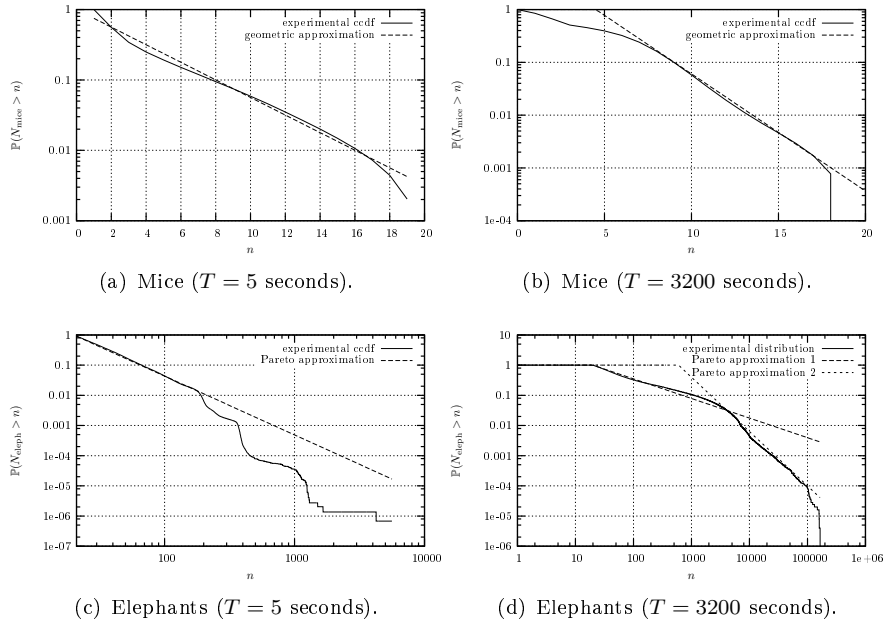 experimental ccdf
geometric approximation
1
0.1
0.01
0.001
ℙ(N_mice > n)
0 2 4 6 8 10 12 14 16 18 20
n
(a) Mice (T = 5 seconds).
experimental ccdf
geometric approximation
1
0.1
0.01
0.001
1e-04
ℙ(N_mice > n)
0 5 10 15 20
n
(b) Mice (T = 3200 seconds).
experimental ccdf
Pareto approximation
1
0.1
0.01
0.001
1e-04
1e-05
1e-06
1e-07
ℙ(N_eleph > n)
100 1000 10000
n
(c) Elephants (T = 5 seconds).
experimental distribution
Pareto approximation 1
Pareto approximation 2
10
1
0.1
0.01
0.001
1e-04
1e-05
1e-06
ℙ(N_eleph > n)
1 10 100 1000 10000 100000 1e+06
n
(d) Elephants (T = 3200 seconds).